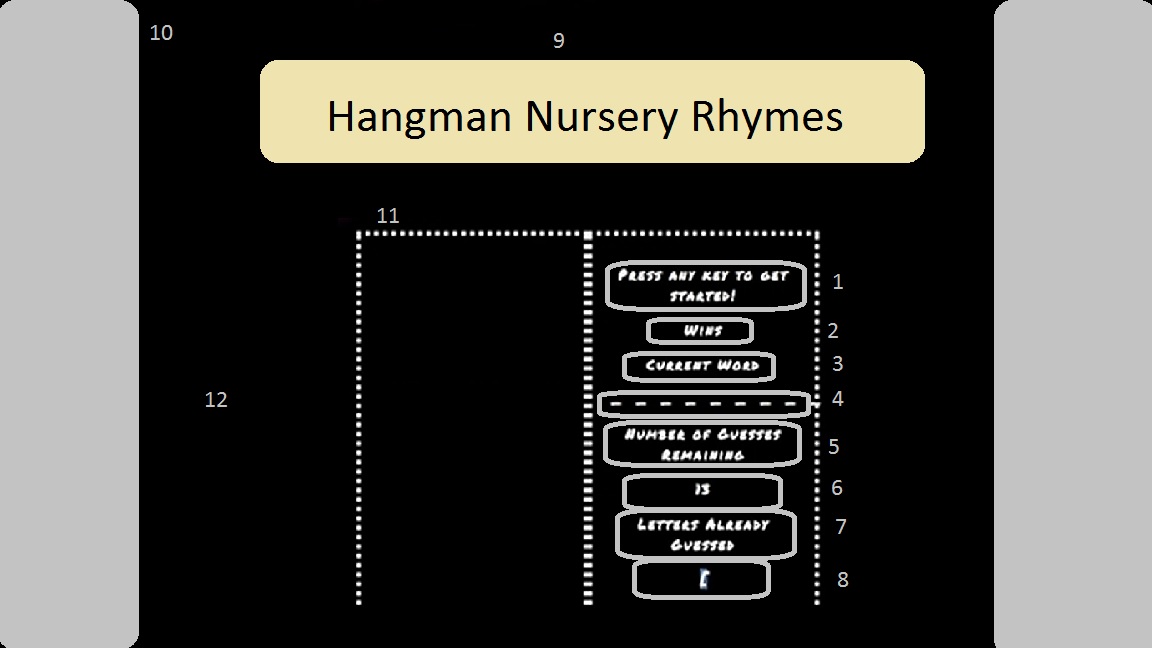 10
9
Hangman Nursery Rhymes
11
PRESS ANY KEY TO GET
STARTED!
1
WINS
2
CURRENT WORD
3
_ _ _ _ _ _ _ _
4
NUMBER OF GUESSES
REMAINING
5
13
6
LETTERS ALREADY
GUESSED
7
8
12